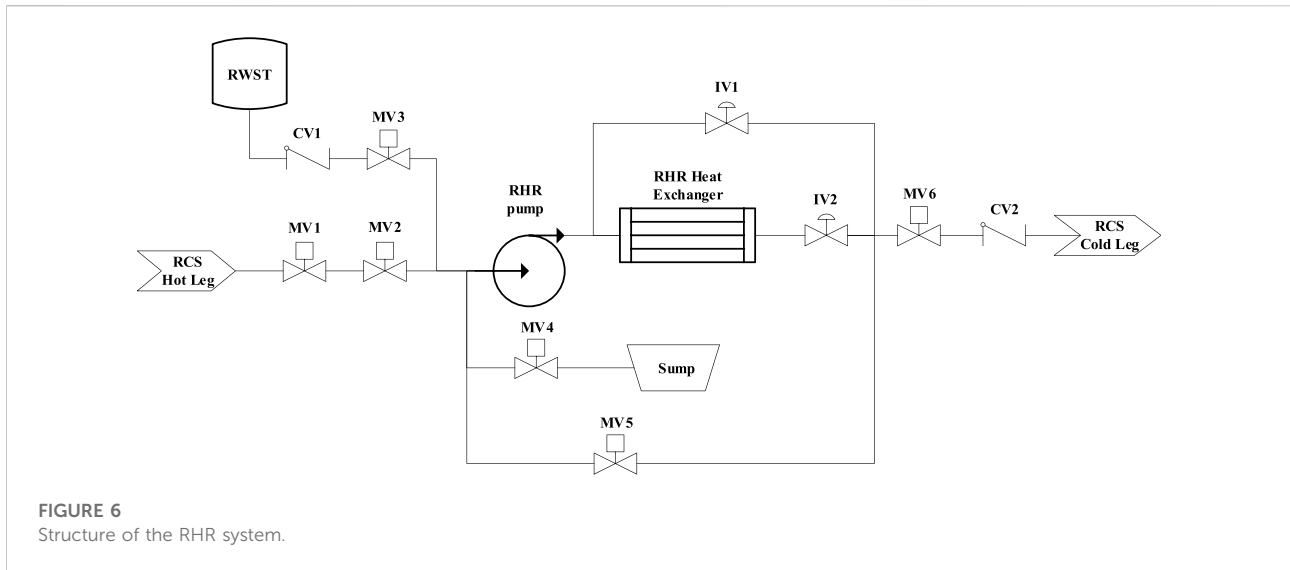 RWST
CV1
MV3
IV1
RHR
pump
RHR Heat
Exchanger
IV2
MV6
CV2
MV1
MV2
RCS
Hot Leg
RCS
Cold Leg
MV4
Sump
MV5
FIGURE 6
Structure of the RHR system.